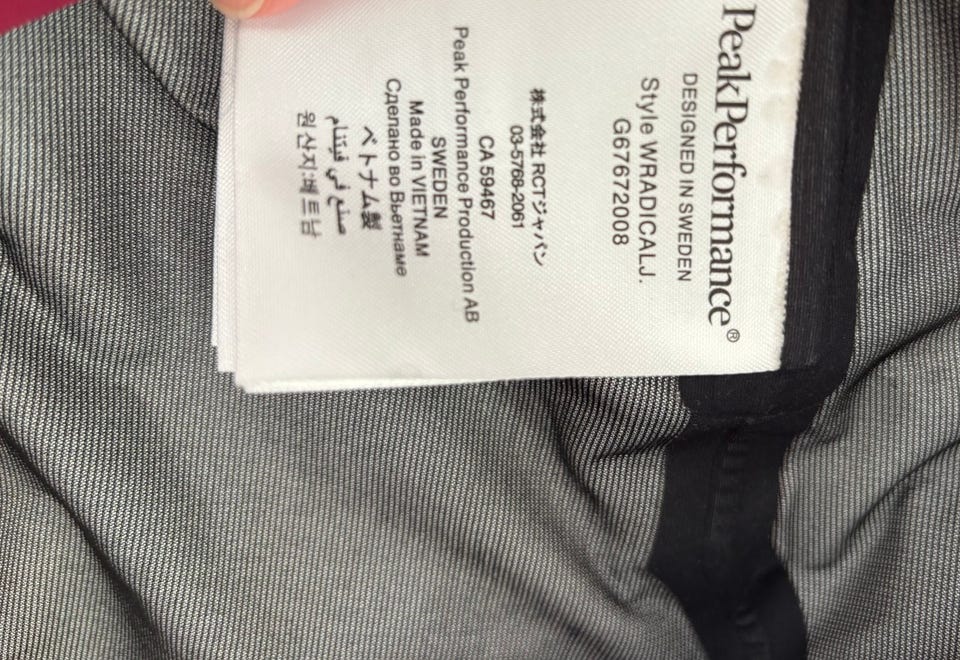 PeakPerformance®
DESIGNED IN SWEDEN
Style WRADICALJ.
G67672008
株式会社 RCTジャパン
03-5768-2061
CA 59467
Peak Performance Production AB
SWEDEN
Made in VIETNAM
Сделано во Вьетнаме
ベトナム製
صنع في فيتنام
원산지:베트남